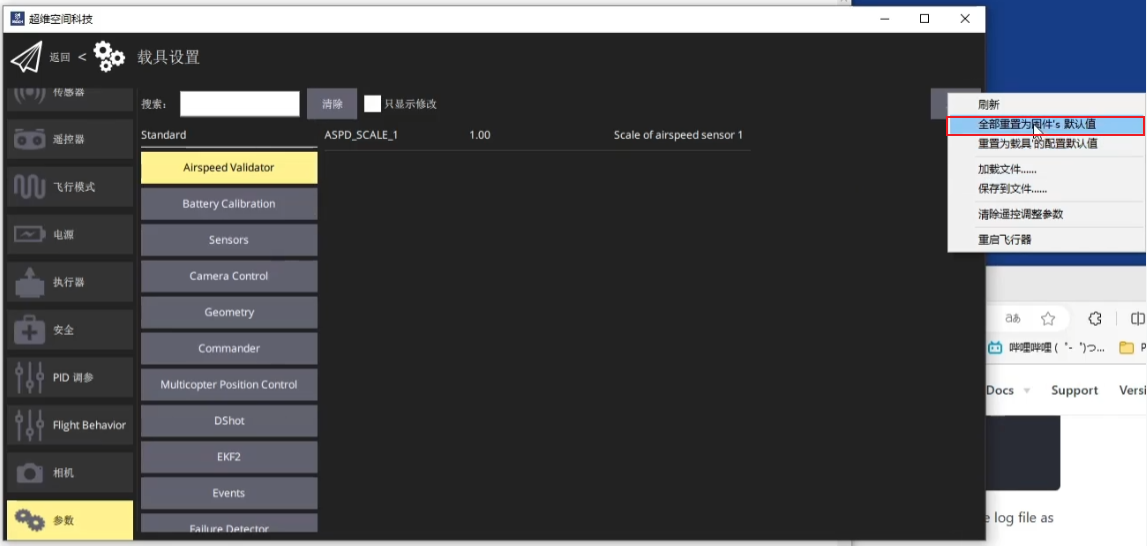 超维空间科技
返回 < 载具设置
传感器
遥控器
飞行模式
电源
执行器
安全
PID 调参
Flight Behavior
相机
参数
搜索: 清除 只显示修改
Standard
Airspeed Validator
Battery Calibration
Sensors
Camera Control
Geometry
Commander
Multicopter Position Control
DShot
EKF2
Events
Failure Detector
ASPD_SCALE_1 1.00 Scale of airspeed sensor 1
刷新
全部重置为固件's 默认值
重置为载具'的配置默认值
加载文件......
保存到文件......
清除遥控调整参数
重启飞行器
aあ
哔哩哔哩 ( ゜- ゜)つ...
P
Docs Support Versi
e log file as